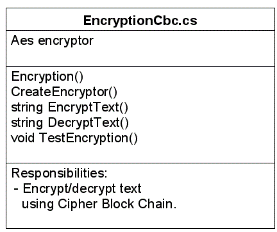 EncryptionCbc.cs
Aes encryptor
Encryption()
CreateEncryptor()
string EncryptText()
string DecryptText()
void TestEncryption()
Responsibilities:
- Encrypt/decrypt text
using Cipher Block Chain.